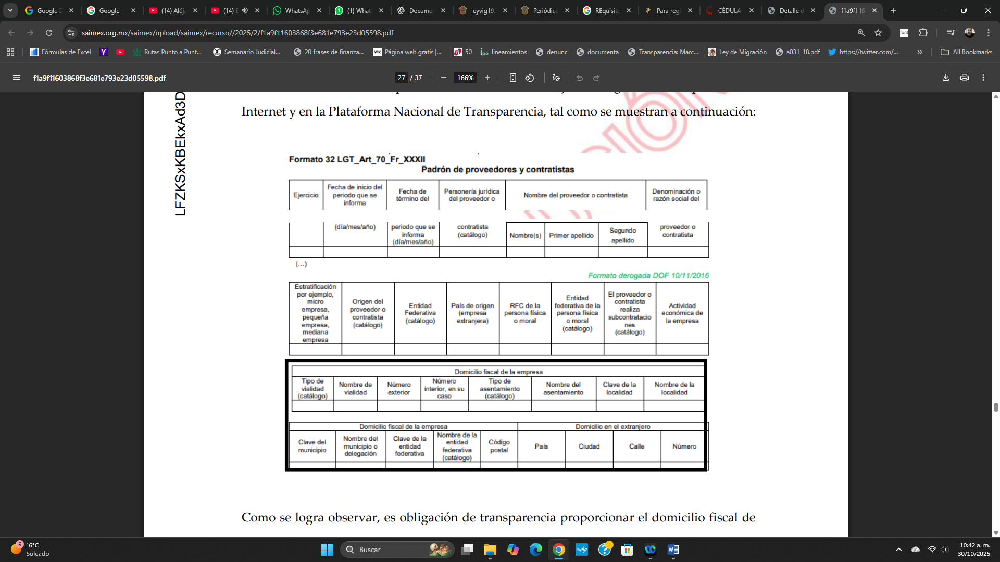 Google D
Google
(14) Aléja
(14) E
WhatsAp
(1) What
Documen
leyvig192
Periódico
REquisito
Para regi
CÉDULA
Detalle d
f1a9f116
saimex.org.mx/saimex/upload/saimex/recurso//2025/2/f1a9f11603868f3e681e793e23d05598.pdf
font
Fórmulas de Excel
Rutas Punto a Punt...
Semanario Judicial...
20 frases de finanza...
WIX
Página web gratis |...
50
ipo
lineamientos
denunc
documenta
Transparencia: Marc...
Ley de Migración
a031_18.pdf
https://twitter.com/...
All Bookmarks
f1a9f11603868f3e681e793e23d05598.pdf
27 / 37
166%
LFZKSxKBEkxAd3D
Internet y en la Plataforma Nacional de Transparencia, tal como se muestran a continuación:
Formato 32 LGT_Art_70_Fr_XXXII
Padrón de proveedores y contratistas
Ejercicio
Fecha de inicio del
periodo que se
informa
Fecha de
término del
Personería jurídica
del proveedor o
Nombre del proveedor o contratista
Denominación o
razón social del
(día/mes/año)
periodo que se
informa
(día/mes/año)
contratista
(catálogo)
Nombre(s)
Primer apellido
Segundo
apellido
proveedor o
contratista
(...)
Formato derogada DOF 10/11/2016
Estratificación
por ejemplo,
micro
empresa,
pequeña
empresa,
mediana
empresa
Origen del
proveedor o
contratista
(catálogo)
Entidad
Federativa
(catálogo)
País de origen
(empresa
extranjera)
RFC de la
persona física
o moral
Entidad
federativa de la
persona física
o moral
(catálogo)
El proveedor o
contratista
realiza
subcontratacio
nes
(catálogo)
Actividad
económica de
la empresa
Domicilio fiscal de la empresa
Tipo de
vialidad
(catálogo)
Nombre de
vialidad
Número
exterior
Número
interior, en su
caso
Tipo de
asentamiento
(catálogo)
Nombre del
asentamiento
Clave de la
localidad
Nombre de la
localidad
Domicilio fiscal de la empresa
Domicilio en el extranjero
Clave del
municipio
Nombre del
municipio o
delegación
Clave de la
entidad
federativa
Nombre de la
entidad
federativa
(catálogo)
Código
postal
País
Ciudad
Calle
Número
Como se logra observar, es obligación de transparencia proporcionar el domicilio fiscal de
9
16°C
Soleado
Buscar
myhp
10:42 a. m.
30/10/2025